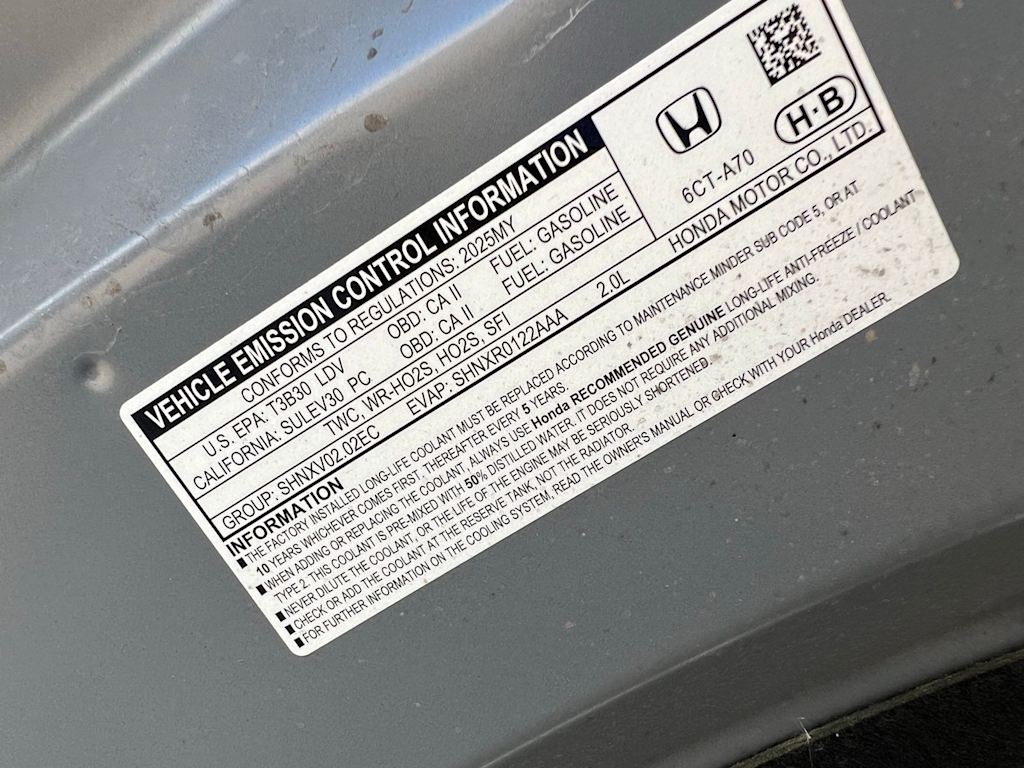 VEHICLE EMISSION CONTROL INFORMATION
CONFORMS TO REGULATIONS: 2025MY
U.S. EPA: T3B30 LDV OBD: CA II FUEL: GASOLINE
CALIFORNIA: SULEV30 PC OBD: CA II FUEL: GASOLINE
TWC, WR-HO2S, HO2S, SFI
GROUP: SHNXV02.02EC EVAP: SHNXR0122AAA 2.0L
H·B
6CT-A70
HONDA MOTOR CO., LTD.
INFORMATION
■ THE FACTORY INSTALLED LONG-LIFE COOLANT MUST BE REPLACED ACCORDING TO MAINTENANCE MINDER SUB CODE 5, OR AT
10 YEARS WHICHEVER COMES FIRST, THEREAFTER EVERY 5 YEARS.
■ WHEN ADDING OR REPLACING THE COOLANT, ALWAYS USE Honda RECOMMENDED GENUINE LONG-LIFE ANTI-FREEZE / COOLANT
TYPE 2. THIS COOLANT IS PRE-MIXED WITH 50% DISTILLED WATER. IT DOES NOT REQUIRE ANY ADDITIONAL MIXING.
■ NEVER DILUTE THE COOLANT, OR THE LIFE OF THE ENGINE MAY BE SERIOUSLY SHORTENED.
■ CHECK OR ADD THE COOLANT AT THE RESERVE TANK, NOT THE RADIATOR.
■ FOR FURTHER INFORMATION ON THE COOLING SYSTEM, READ THE OWNER'S MANUAL OR CHECK WITH YOUR Honda DEALER.